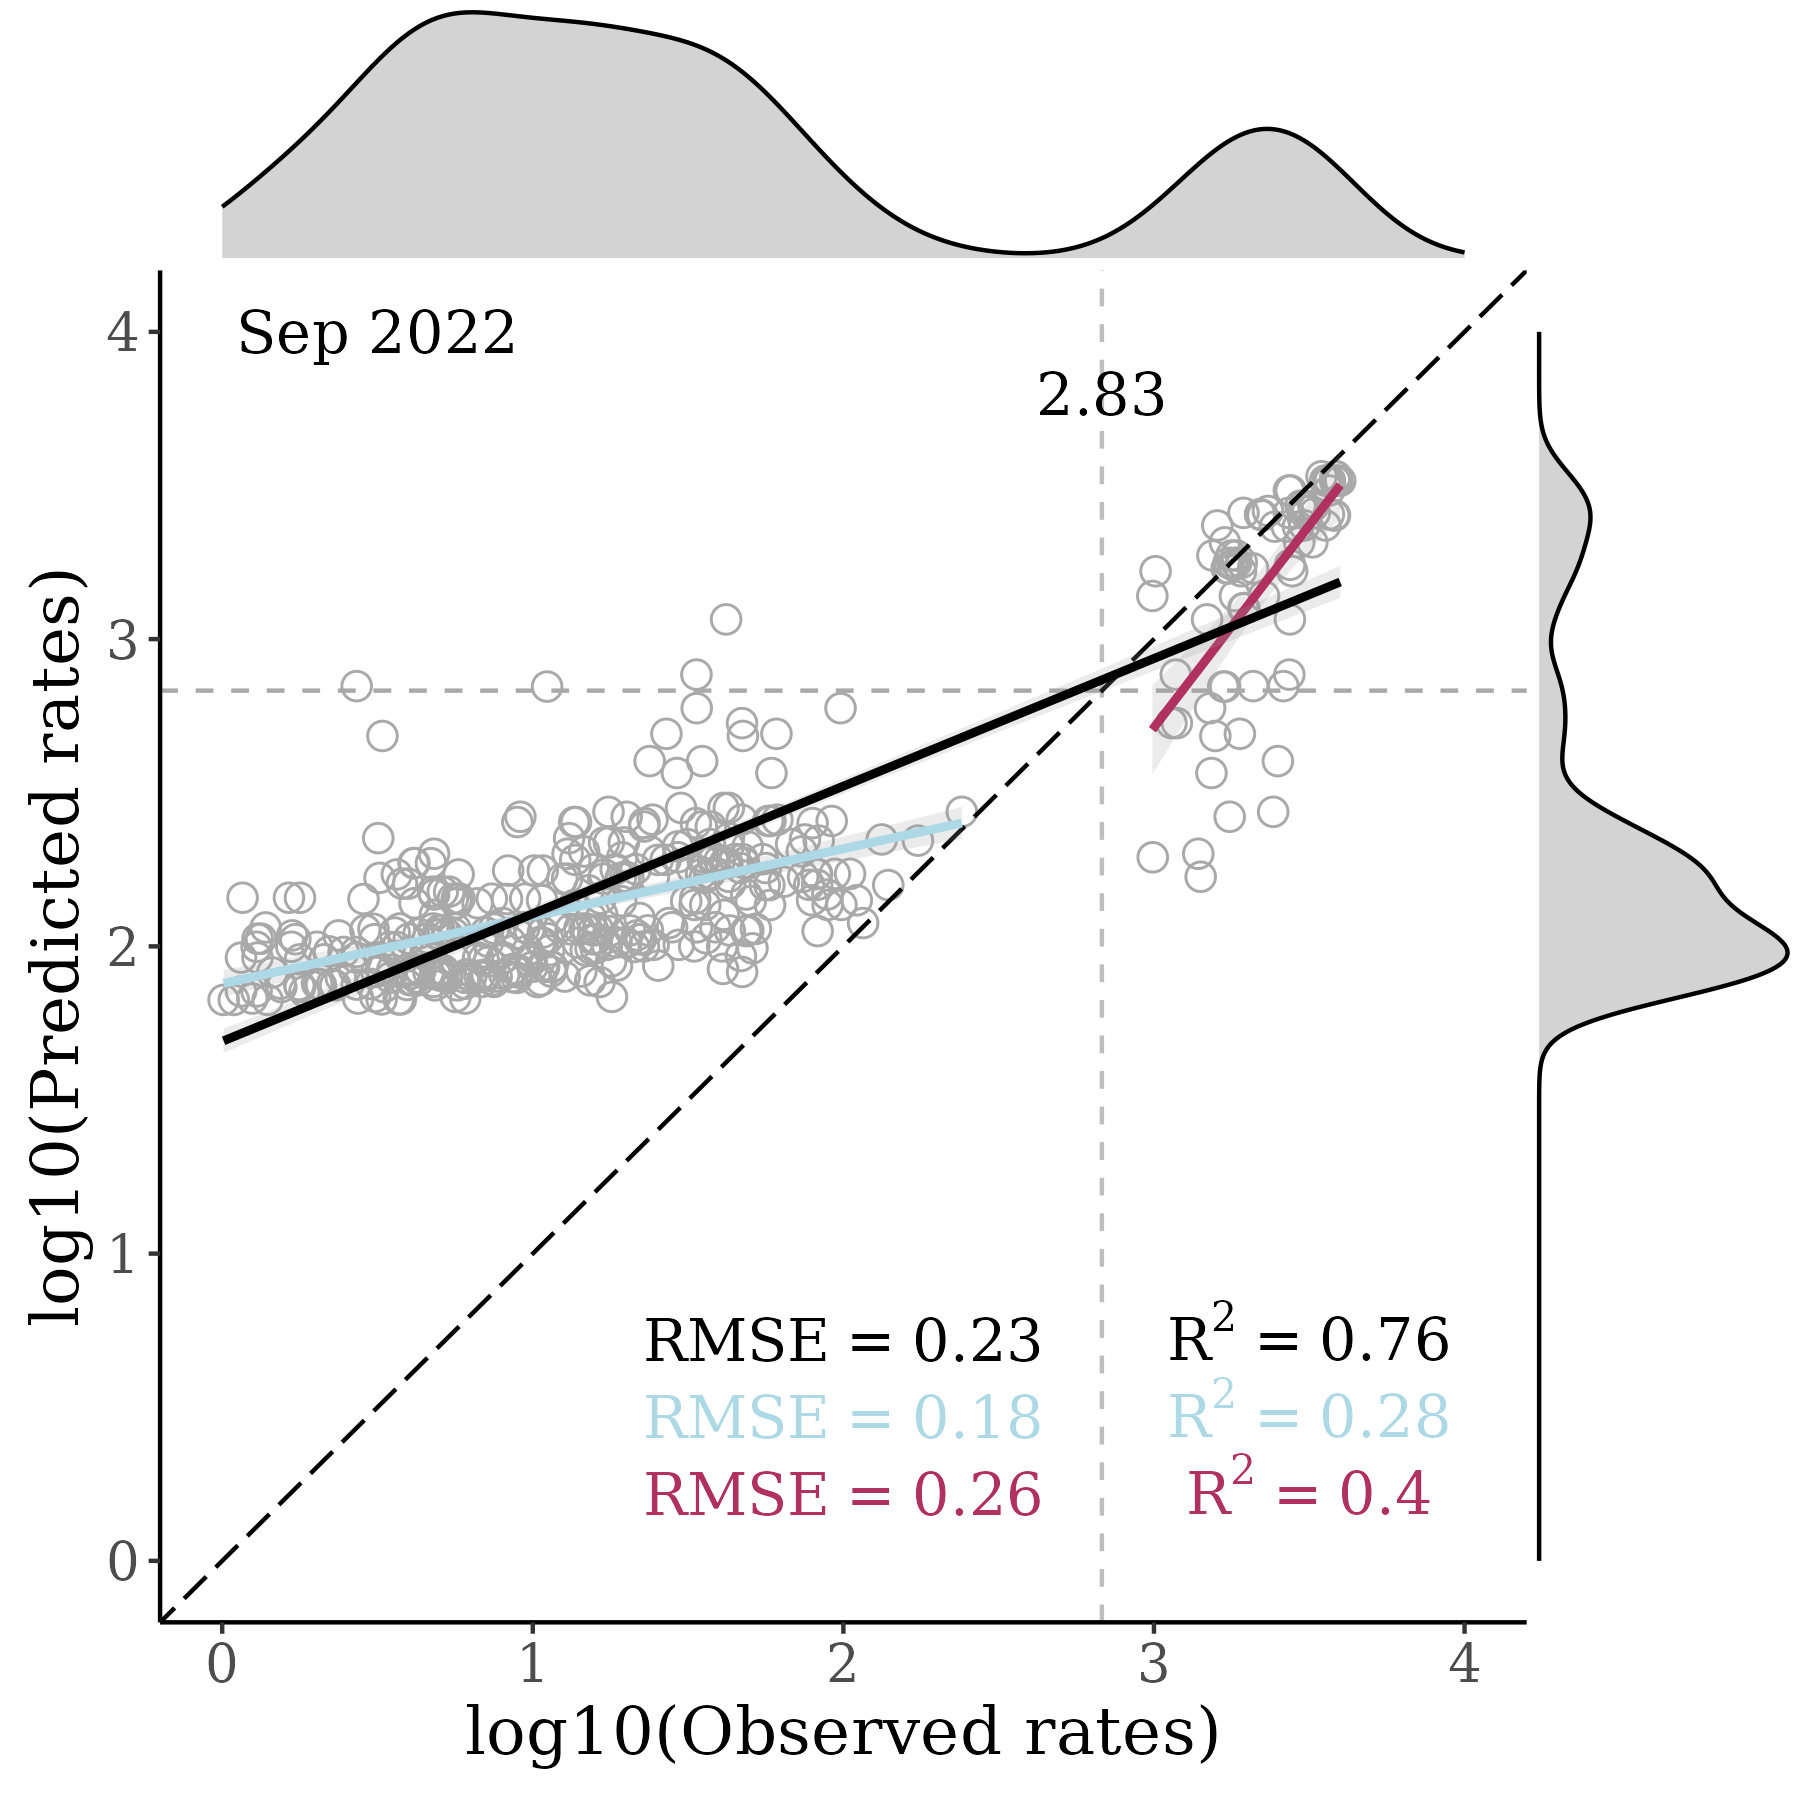 Sep 2022
2.83
4
3
2
1
0
log10(Predicted rates)
RMSE = 0.23 R² = 0.76
RMSE = 0.18 R² = 0.28
RMSE = 0.26 R² = 0.4
0 1 2 3 4
log10(Observed rates)